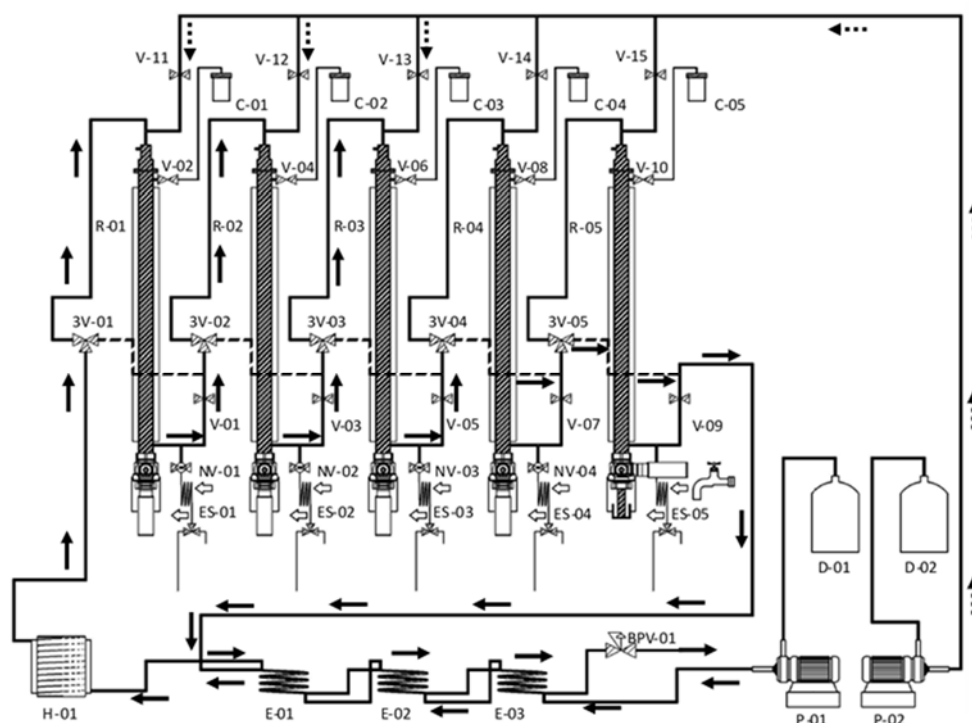 V-11 V-12 V-13 V-14 V-15
C-01 C-02 C-03 C-04 C-05
V-02 V-04 V-06 V-08 V-10
R-01 R-02 R-03 R-04 R-05
3V-01 3V-02 3V-03 3V-04 3V-05
V-01 V-03 V-05 V-07 V-09
NV-01 NV-02 NV-03 NV-04
ES-01 ES-02 ES-03 ES-04 ES-05
D-01 D-02
BPV-01
H-01 E-01 E-02 E-03 P-01 P-02